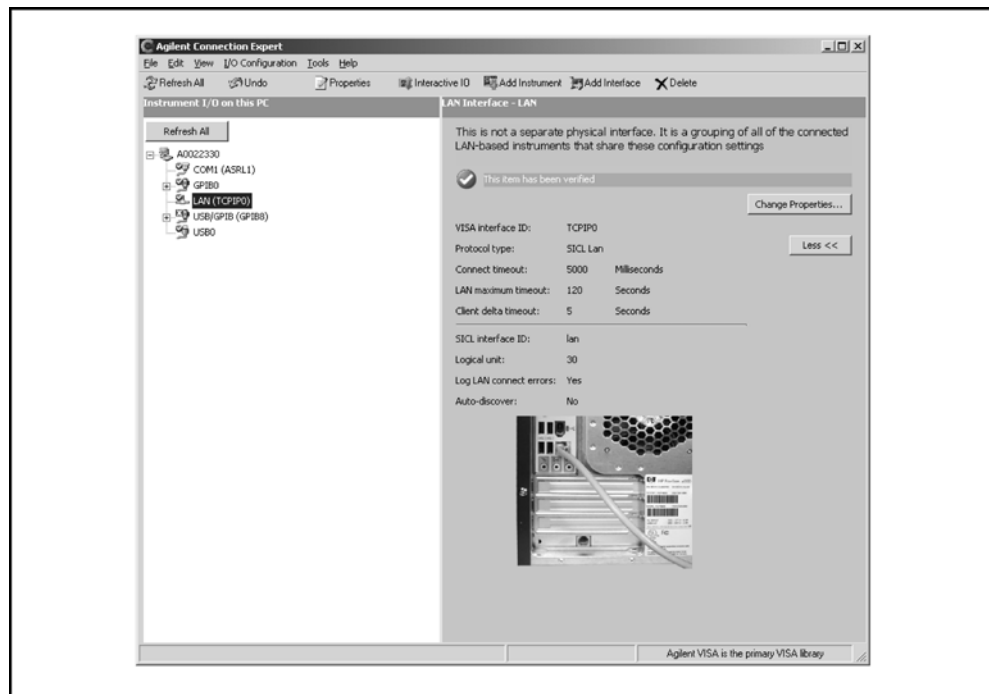 Agilent Connection Expert
File Edit View I/O Configuration Tools Help
Refresh All Undo Properties Interactive IO Add Instrument Add Interface Delete
Instrument I/O on this PC
LAN Interface - LAN
Refresh All
A0022330
COM1 (ASRL1)
GPIB0
LAN (TCPIP0)
USB/GPIB (GPIB8)
USB0
This is not a separate physical interface. It is a grouping of all of the connected
LAN-based instruments that share these configuration settings
This item has been verified
Change Properties...
VISA interface ID: TCPIP0
Less <<
Protocol type: SICL Lan
Connect timeout: 5000 Milliseconds
LAN maximum timeout: 120 Seconds
Client delta timeout: 5 Seconds
SICL interface ID: lan
Logical unit: 30
Log LAN connect errors: Yes
Auto-discover: No
Agilent VISA is the primary VISA library